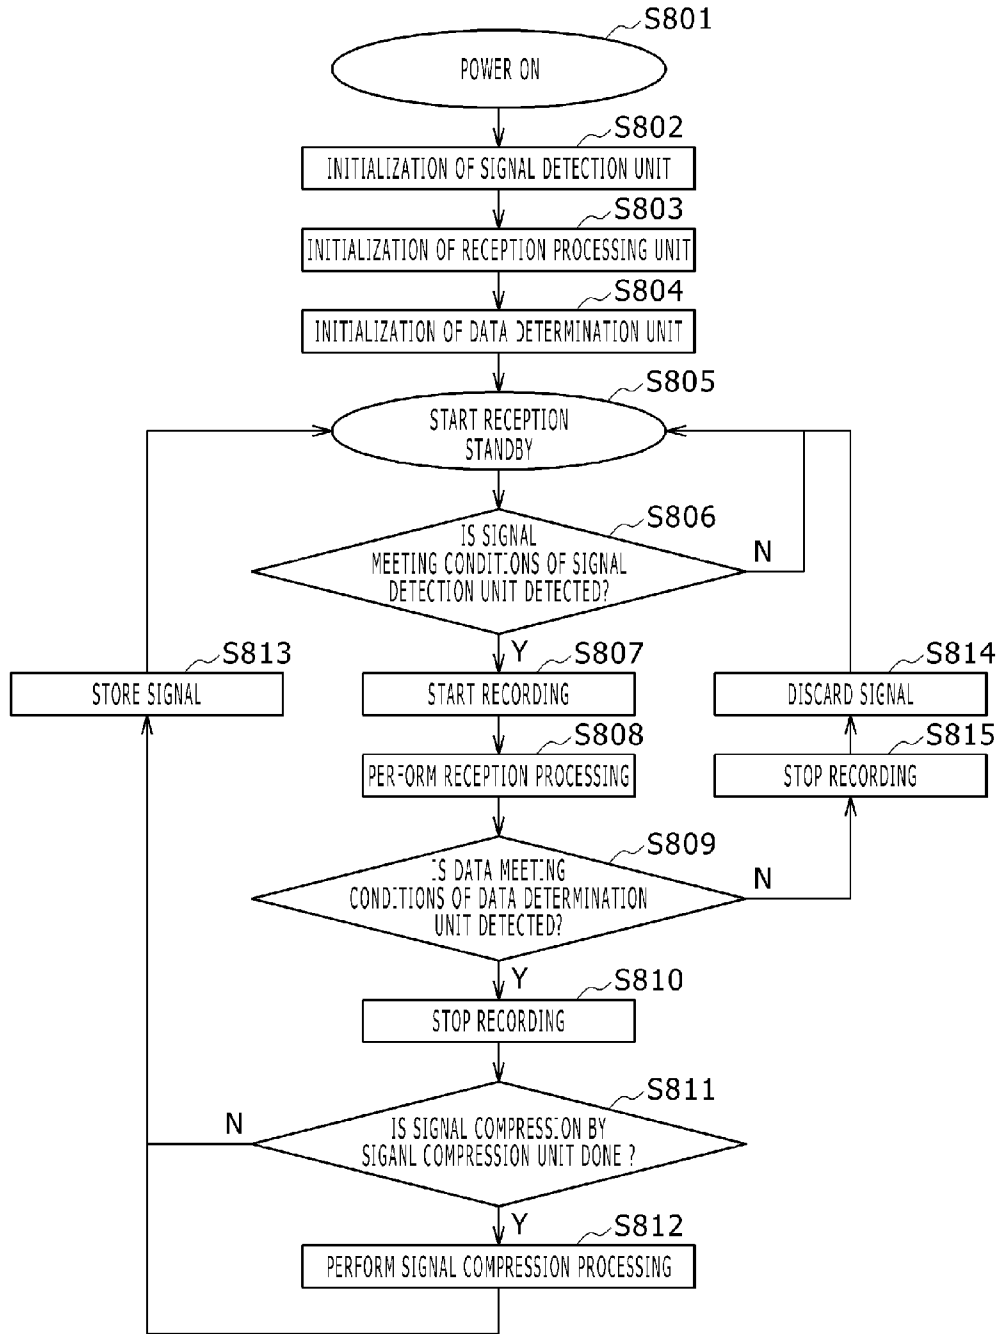 S801
POWER ON
S802
INITIALIZATION OF SIGNAL DETECTION UNIT
S803
INITIALIZATION OF RECEPTION PROCESSING UNIT
S804
INITIALIZATION OF DATA DETERMINATION UNIT
S805
START RECEPTION
STANDBY
S806
IS SIGNAL
MEETING CONDITIONS OF SIGNAL
DETECTION UNIT DETECTED?
N
Y
S813
STORE SIGNAL
S807
START RECORDING
S814
DISCARD SIGNAL
S808
PERFORM RECEPTION PROCESSING
S815
STOP RECORDING
S809
IS DATA MEETING
CONDITIONS OF DATA DETERMINATION
UNIT DETECTED?
N
Y
S810
STOP RECORDING
S811
IS SIGNAL COMPRESSION BY
SIGANL COMPRESSION UNIT DONE ?
N
Y
S812
PERFORM SIGNAL COMPRESSION PROCESSING